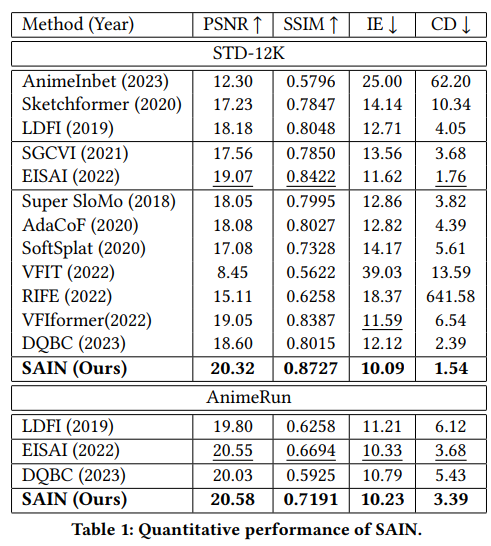 Method (Year) PSNR ↑ SSIM ↑ IE ↓ CD ↓
STD-12K
AnimeInbet (2023) 12.30 0.5796 25.00 62.20
Sketchformer (2020) 17.23 0.7847 14.14 10.34
LDFI (2019) 18.18 0.8048 12.71 4.05
SGCVI (2021) 17.56 0.7850 13.56 3.68
EISAI (2022) 19.07 0.8422 11.62 1.76
Super SloMo (2018) 18.05 0.7995 12.86 3.82
AdaCoF (2020) 18.08 0.8027 12.82 4.39
SoftSplat (2020) 17.08 0.7328 14.17 5.61
VFIT (2022) 8.45 0.5622 39.03 13.59
RIFE (2022) 15.11 0.6258 18.37 641.58
VFIformer(2022) 19.05 0.8387 11.59 6.54
DQBC (2023) 18.60 0.8015 12.12 2.39
SAIN (Ours) 20.32 0.8727 10.09 1.54
AnimeRun
LDFI (2019) 19.80 0.6258 11.21 6.12
EISAI (2022) 20.55 0.6694 10.33 3.68
DQBC (2023) 20.03 0.5925 10.79 5.43
SAIN (Ours) 20.58 0.7191 10.23 3.39
Table 1: Quantitative performance of SAIN.